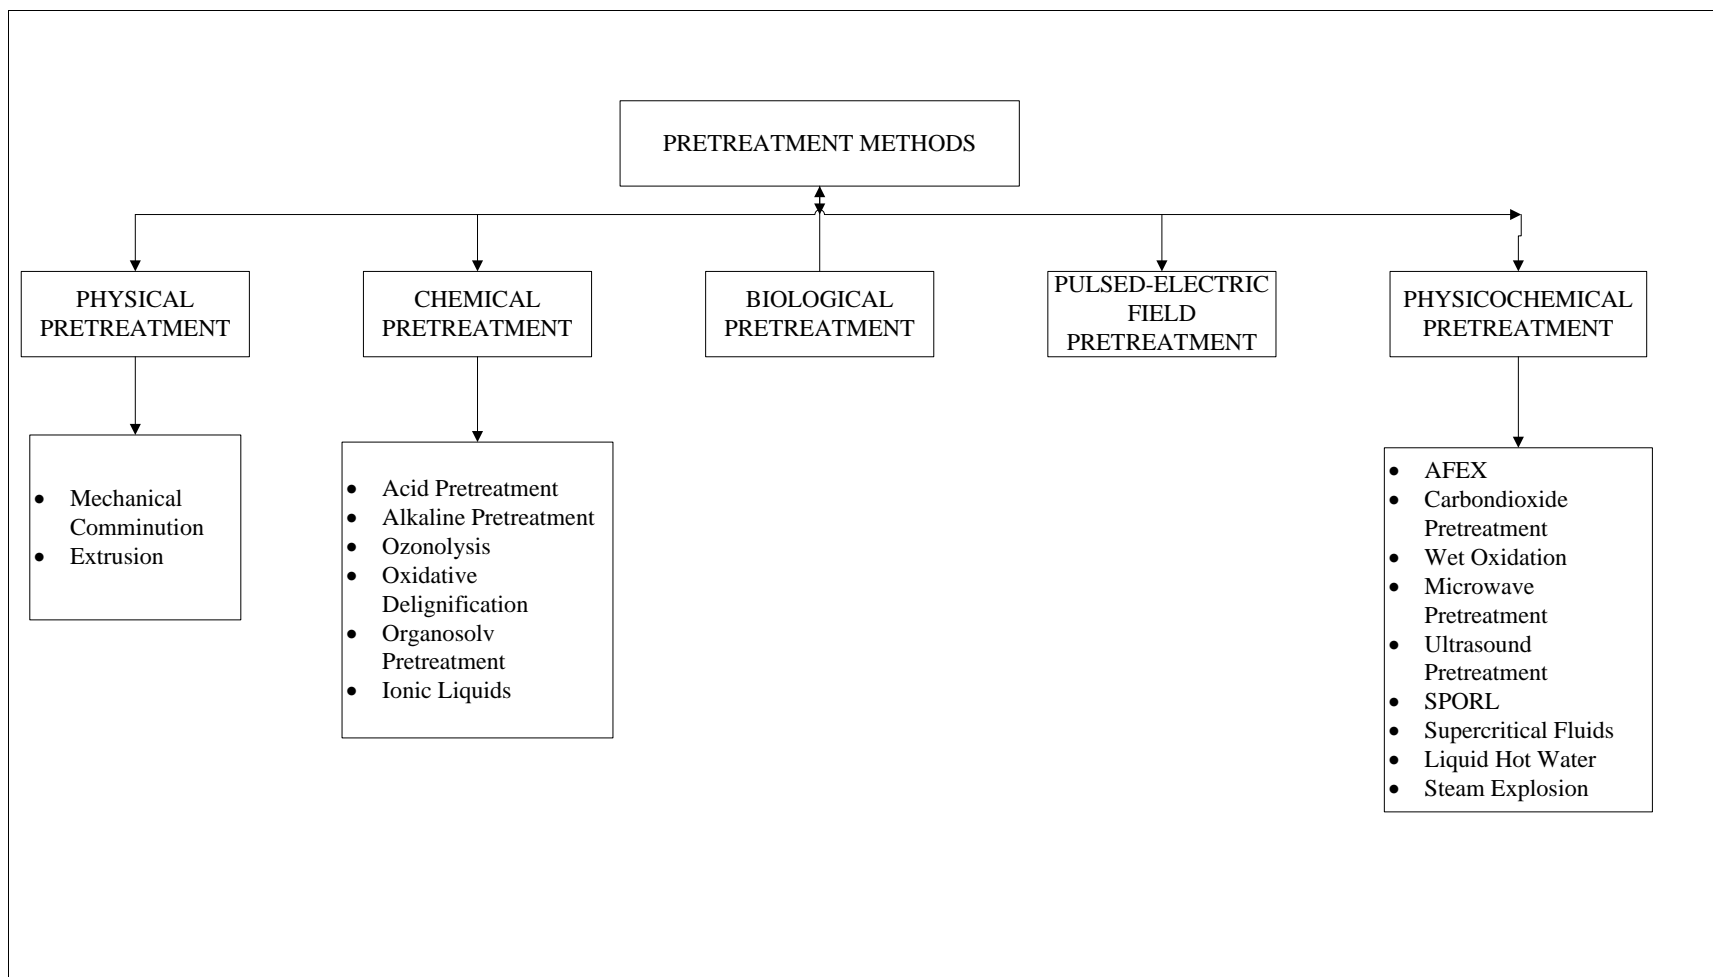 PRETREATMENT METHODS
PHYSICAL
PRETREATMENT
CHEMICAL
PRETREATMENT
BIOLOGICAL
PRETREATMENT
PULSED-ELECTRIC
FIELD
PRETREATMENT
PHYSICOCHEMICAL
PRETREATMENT
• Mechanical
Comminution
• Extrusion
• Acid Pretreatment
• Alkaline Pretreatment
• Ozonolysis
• Oxidative
Delignification
• Organosolv
Pretreatment
• Ionic Liquids
• AFEX
• Carbondioxide
Pretreatment
• Wet Oxidation
• Microwave
Pretreatment
• Ultrasound
Pretreatment
• SPORL
• Supercritical Fluids
• Liquid Hot Water
• Steam Explosion